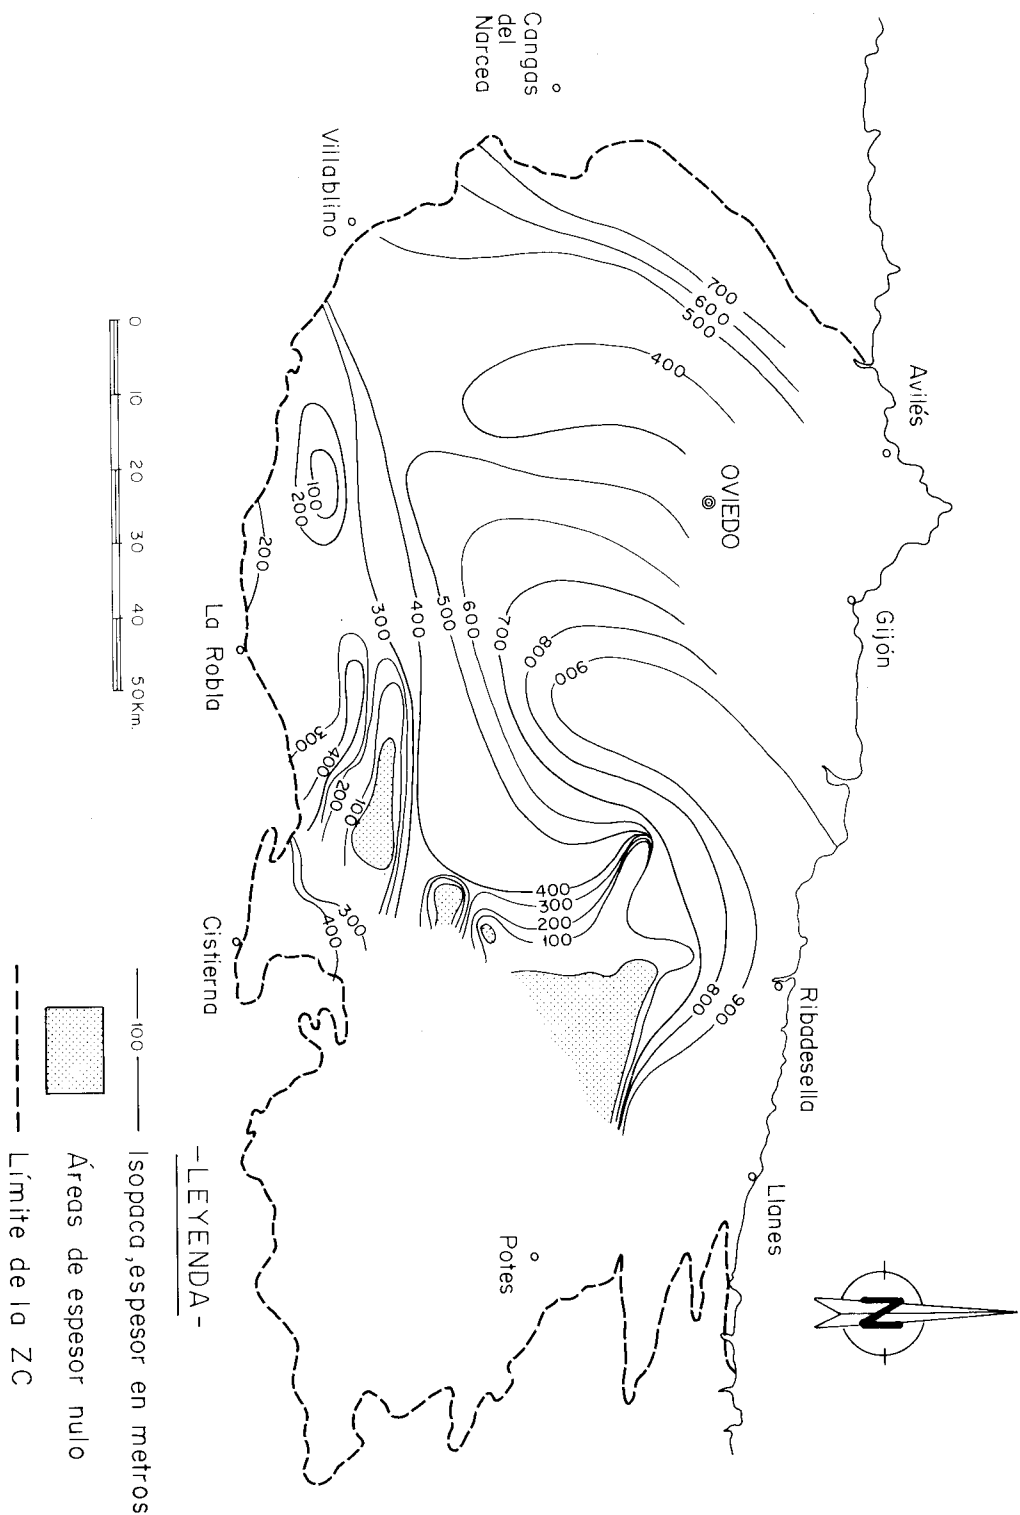 N
Avilés
Gijón
Ribadesella
Llanes
OVIEDO
Cangas
del
Narcea
Potes
Villablino
La Robla
Cistierna
700
600
500
400
900
800
700
600
500
400
300
900
800
400
300
200
100
100
200
200
300
400
200
100
300
400
0
10
20
30
40
50Km.
-LEYENDA-
100
Isopaca, espesor en metros
Áreas de espesor nulo
Límite de la ZC